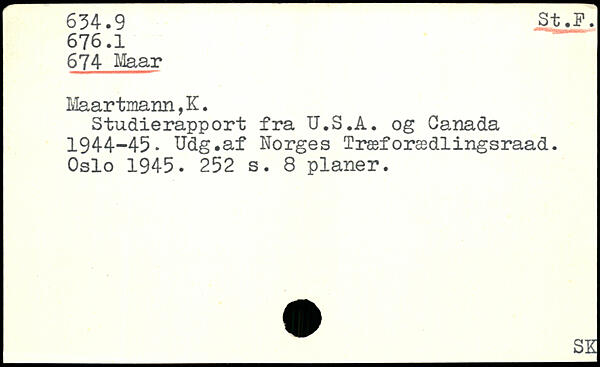 634.9 St.F.
676.1
674 Maar
Maartmann,K.
Studierapport fra U.S.A. og Canada
1944-45. Udg.af Norges Træforædlingsraad.
Oslo 1945. 252 s. 8 planer.
SK